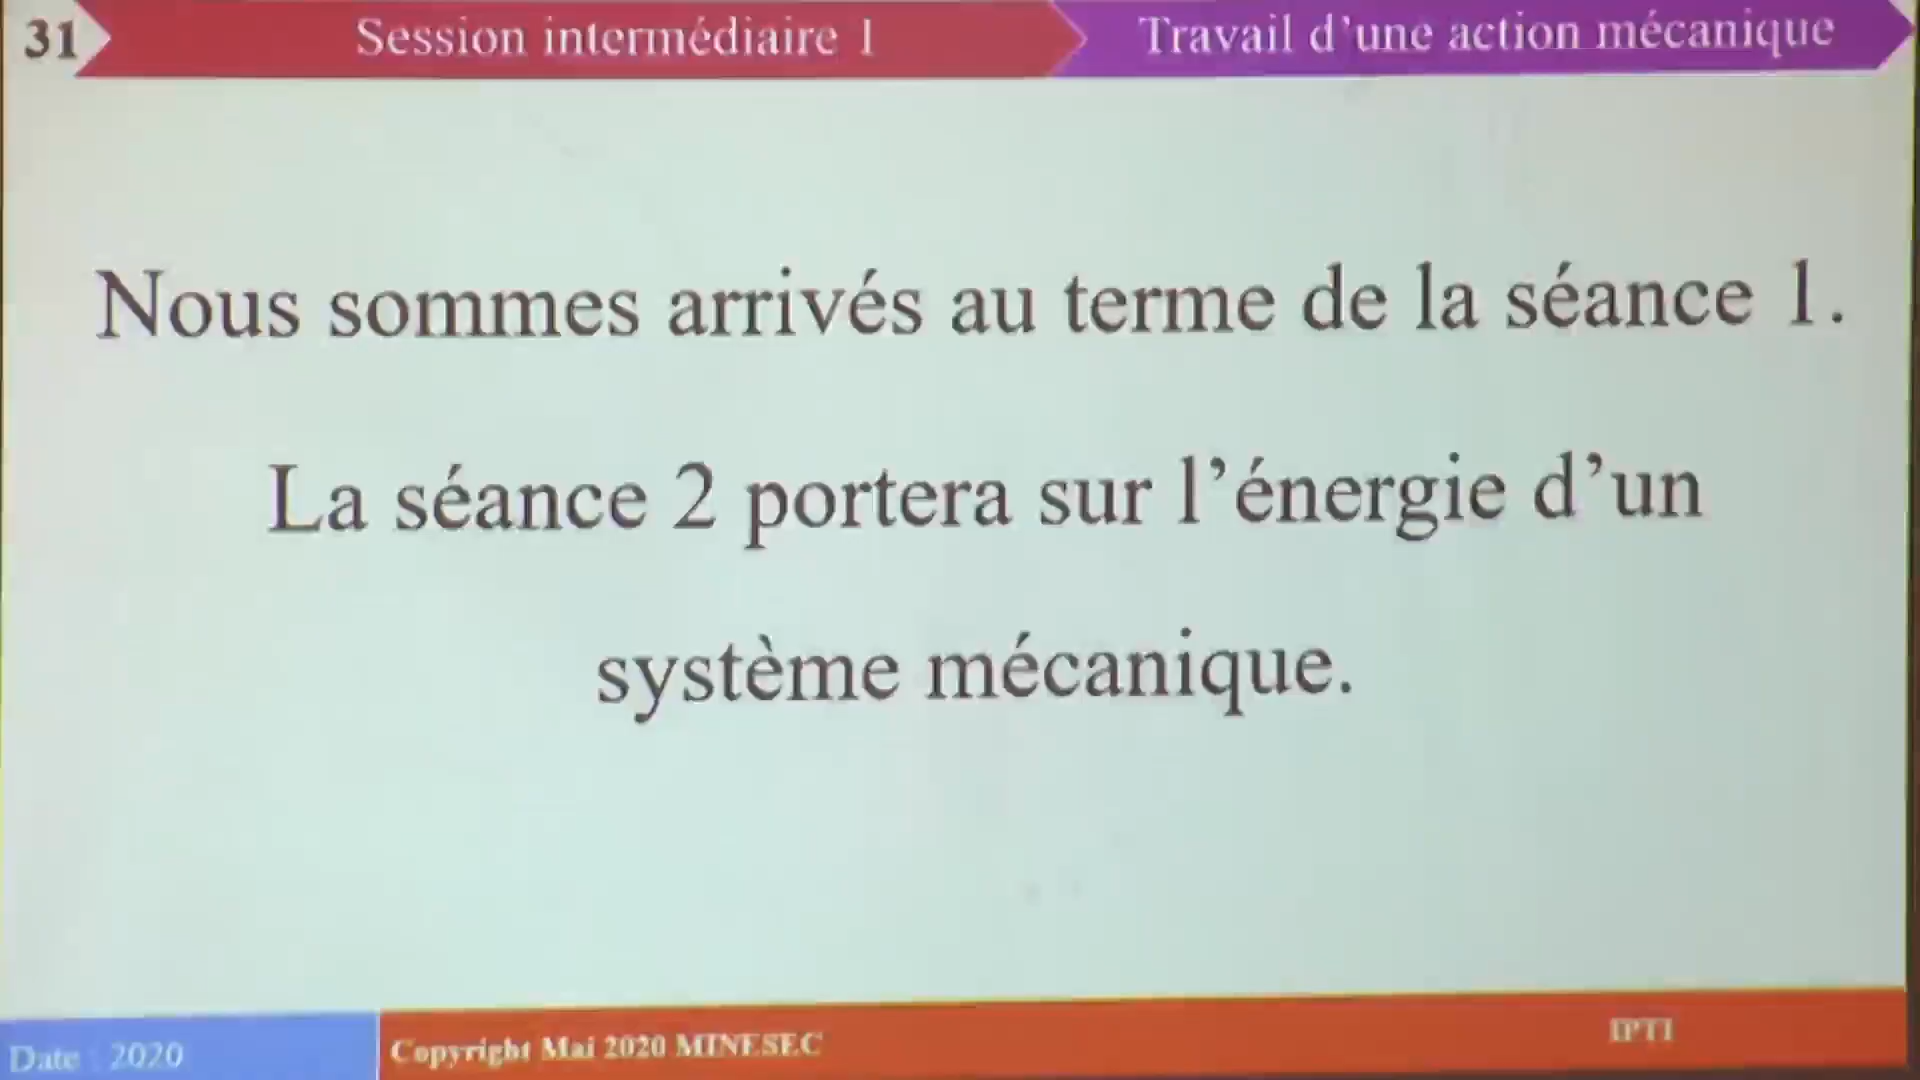 31
Session intermédiaire 1
Travail d'une action mécanique
Nous sommes arrivés au terme de la séance 1.
La séance 2 portera sur l'énergie d'un
système mécanique.
Date : 2020
Copyright Mai 2020 MINESEC
IPTI